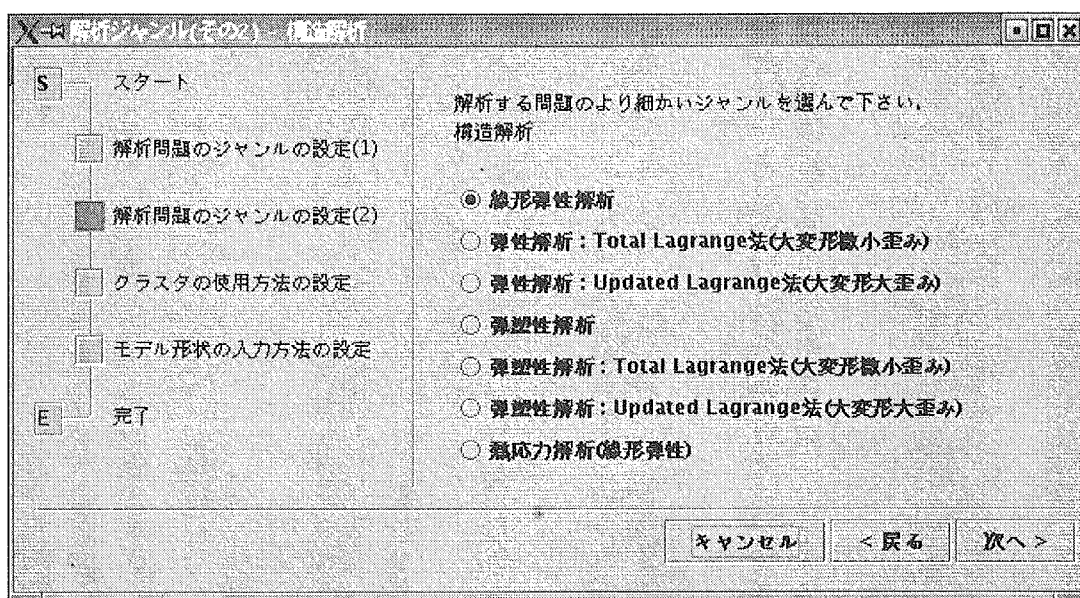 解析ジャンル(その2) - (構造解析
S スタート
解析問題のジャンルの設定(1)
解析問題のジャンルの設定(2)
クラスタの使用方法の設定
モデル形状の入力方法の設定
E 完了
解析する問題のより細かいジャンルを選んで下さい.
構造解析
線形弾性解析
弾性解析 : Total Lagrange法(大変形微小歪み)
弾性解析 : Updated Lagrange法(大変形大歪み)
弾塑性解析
弾塑性解析 : Total Lagrange法(大変形微小歪み)
弾塑性解析 : Updated Lagrange法(大変形大歪み)
熱応力解析(線形弾性)
キャンセル
< 戻る
次へ >